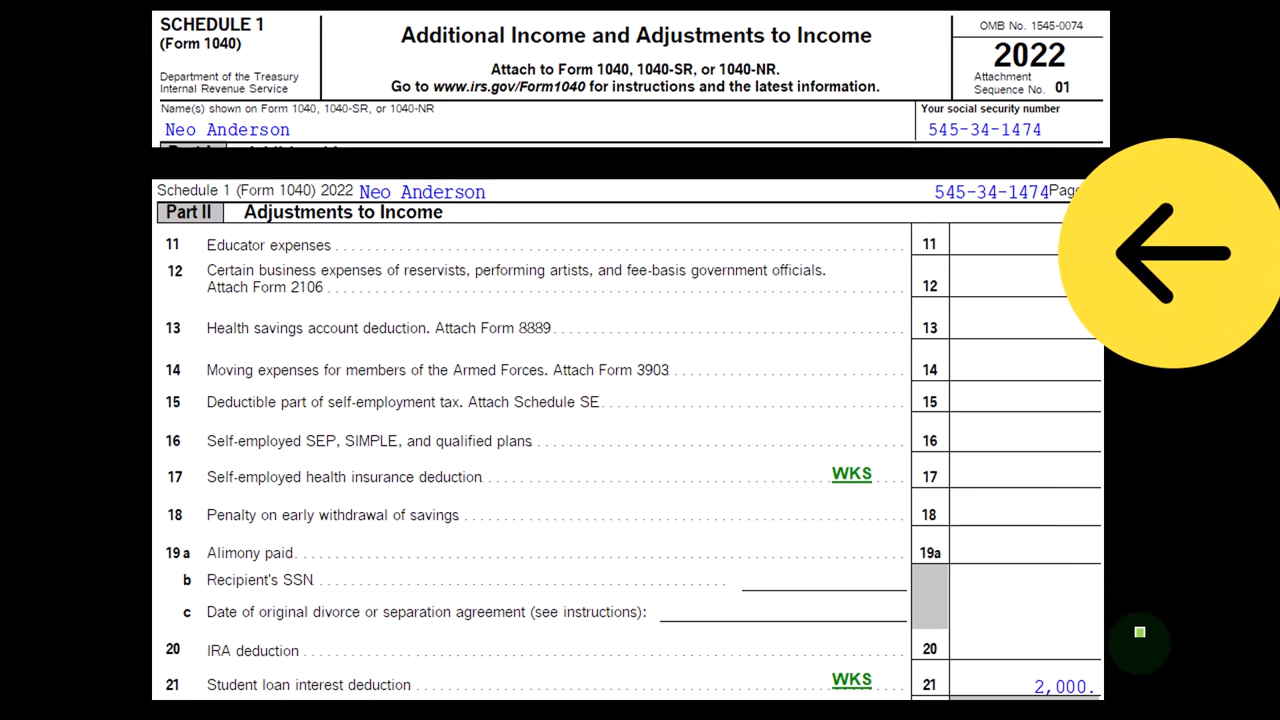 SCHEDULE 1
(Form 1040)
Department of the Treasury
Internal Revenue Service
Additional Income and Adjustments to Income
Attach to Form 1040, 1040-SR, or 1040-NR.
Go to www.irs.gov/Form1040 for instructions and the latest information.
OMB No. 1545-0074
2022
Attachment
Sequence No. 01
Name(s) shown on Form 1040, 1040-SR, or 1040-NR
Neo Anderson
Your social security number
545-34-1474
Schedule 1 (Form 1040) 2022 Neo Anderson 545-34-1474
Part II Adjustments to Income
11 Educator expenses 11
12 Certain business expenses of reservists, performing artists, and fee-basis government officials.
Attach Form 2106 12
13 Health savings account deduction. Attach Form 8889 13
14 Moving expenses for members of the Armed Forces. Attach Form 3903 14
15 Deductible part of self-employment tax. Attach Schedule SE 15
16 Self-employed SEP, SIMPLE, and qualified plans 16
17 Self-employed health insurance deduction WKS 17
18 Penalty on early withdrawal of savings 18
19 a Alimony paid 19a
b Recipient's SSN
c Date of original divorce or separation agreement (see instructions):
20 IRA deduction 20
21 Student loan interest deduction WKS 21 2,000.